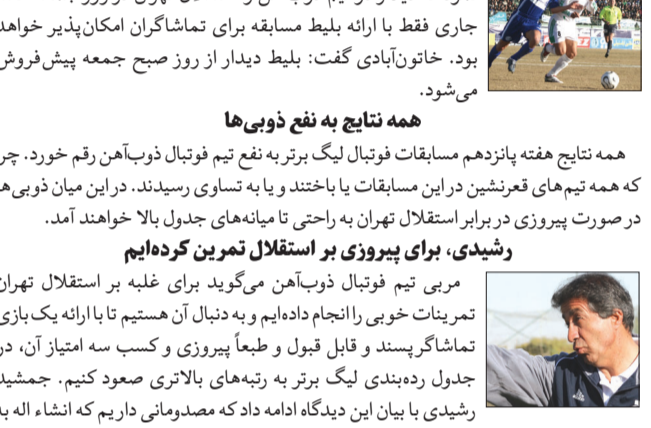 جاری فقط با ارائه بلیط مسابقه برای تماشاگران امکان‌پذیر خواهد
بود. خاتون‌آبادی گفت: بلیط دیدار از روز صبح جمعه پیش‌فروش
می‌شود.
همه نتایج به نفع ذوبی‌ها
همه نتایج هفته پانزدهم مسابقات فوتبال لیگ برتر به نفع تیم فوتبال ذوب‌آهن رقم خورد. چر
که همه تیم‌های قعرنشین در این مسابقات یا باختند و یا به تساوی رسیدند. در این میان ذوبی‌ها
در صورت پیروزی در برابر استقلال تهران به راحتی تا میانه‌های جدول بالا خواهند آمد.
رشیدی، برای پیروزی بر استقلال تمرین کرده‌ایم
مربی تیم فوتبال ذوب‌آهن می‌گوید برای غلبه بر استقلال تهران
تمرینات خوبی را انجام داده‌ایم و به دنبال آن هستیم تا با ارائه یک بازی
تماشاگرپسند و قابل قبول و طبعاً پیروزی و کسب سه امتیاز آن، در
جدول رده‌بندی لیگ برتر به رتبه‌های بالاتری صعود کنیم. جمشید
رشیدی با بیان این دیدگاه ادامه داد که مصدومانی داریم که انشاء اله بد